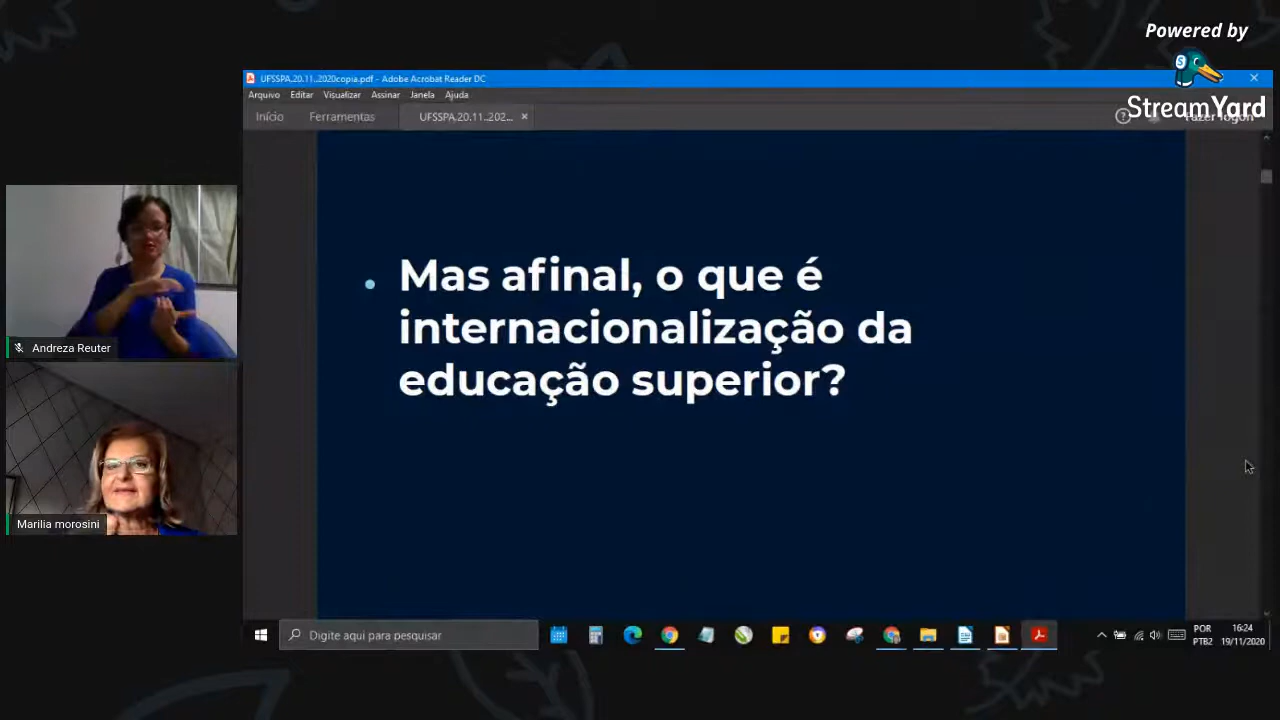 Powered by
StreamYard
UFSSPA.20.11..2020copia.pdf - Adobe Acrobat Reader DC
Arquivo Editar Visualizar Assinar Janela Ajuda
Início Ferramentas UFSSPA.20.11..202... ×
Fazer logon
• Mas afinal, o que é
internacionalização da
educação superior?
Andreza Reuter
Marilia morosini
Digite aqui para pesquisar
POR 16:24
PTB2 19/11/2020